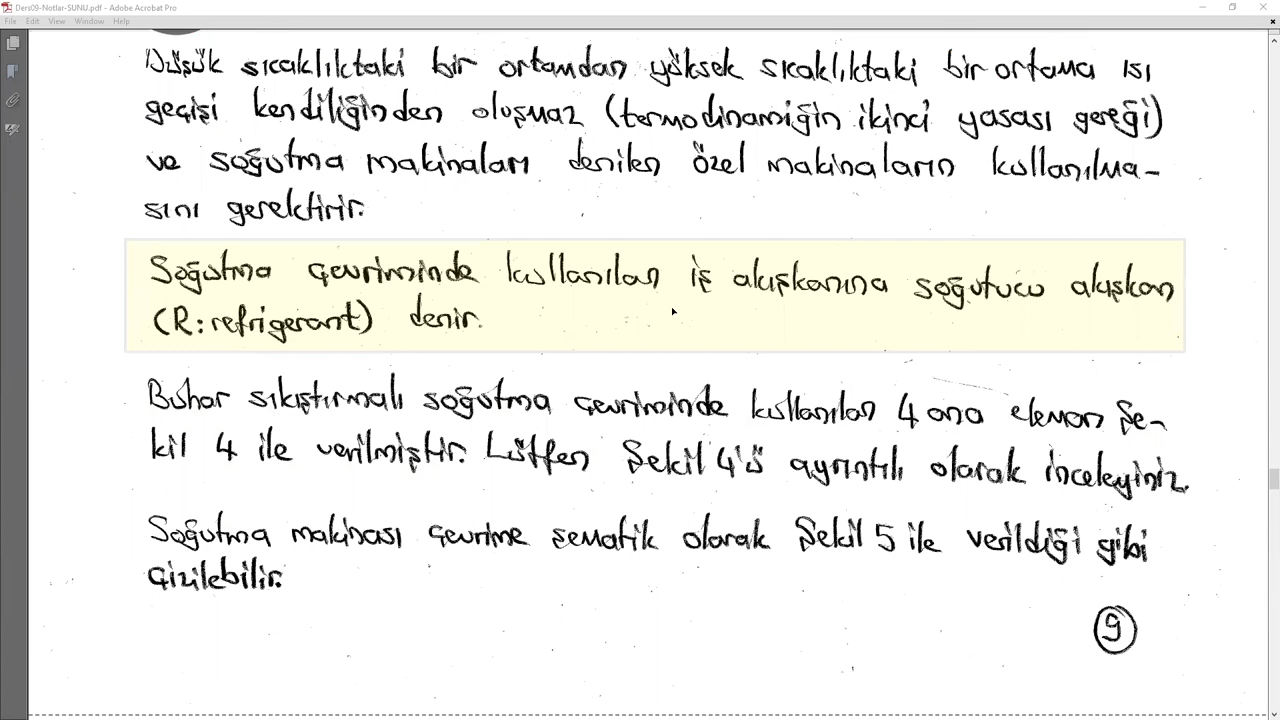 Ders09-Notlar-SUNU.pdf - Adobe Acrobat Pro
File Edit View Window Help
Düşük sıcaklıktaki bir ortamdan yüksek sıcaklıktaki bir ortama ısı
geçişi kendiliğinden oluşmaz (termodinamiğin ikinci yasası gereği)
ve soğutma makinaları denilen özel makinaların kullanılma-
sını gerektirir.
Soğutma çevriminde kullanılan iş akışkanına soğutucu akışkan
(R:refrigerant) denir.
Buhar sıkıştırmalı soğutma çevriminde kullanılan 4 ana eleman Şe-
kil 4 ile verilmiştir. Lütfen Şekil 4'ü ayrıntılı olarak inceleyiniz.
Soğutma makinası çevrime şematik olarak Şekil 5 ile verildiği gibi
çizilebilir.
9